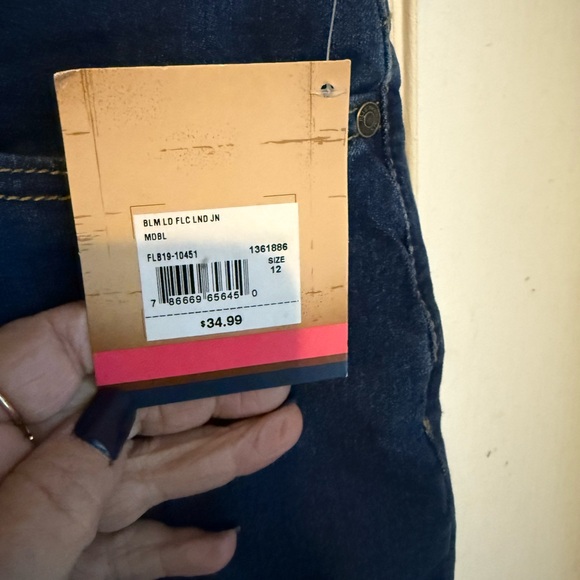 BLM LD FLC LND JN
MDBL
FLB19-10451 1361886
SIZE
12
7 86669 65645 0
$34.99